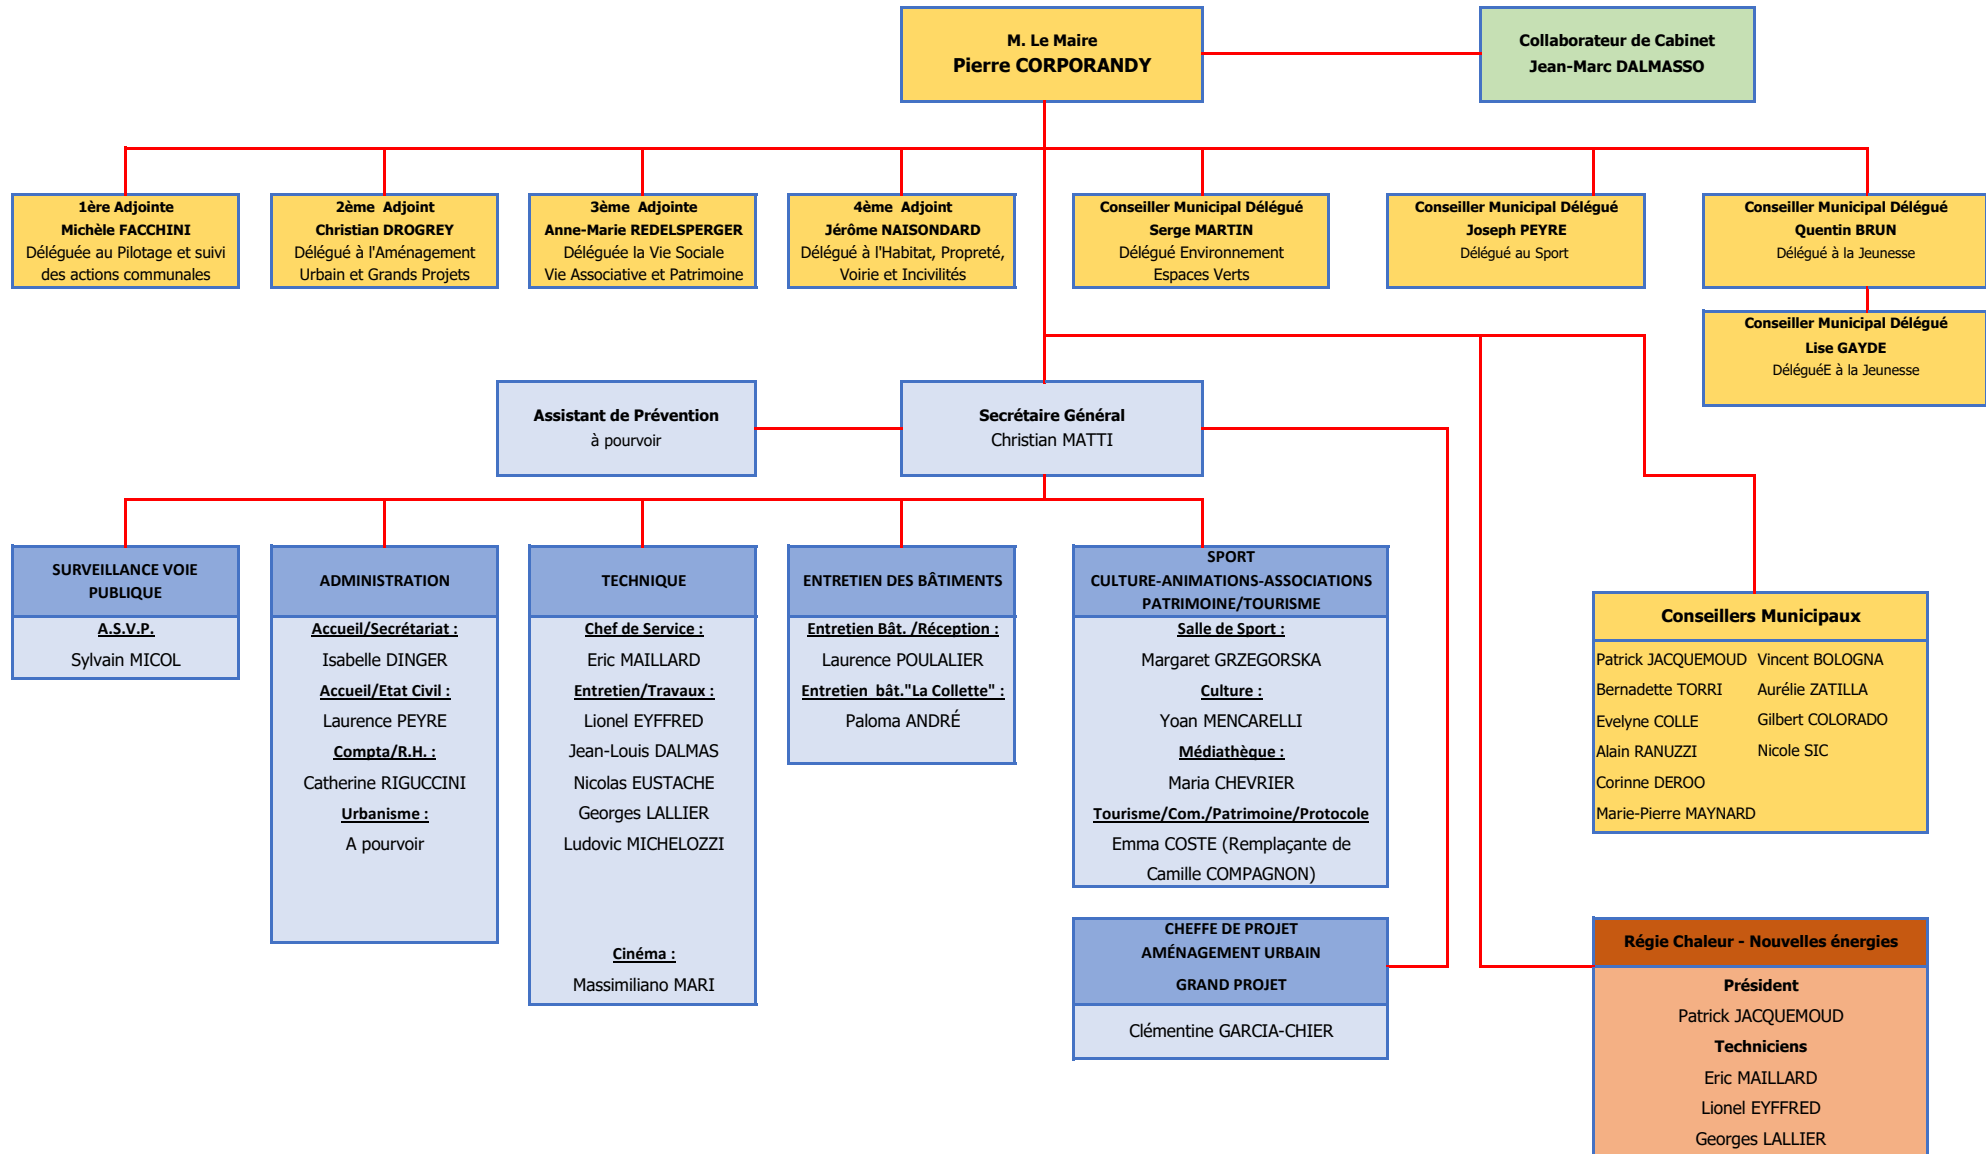 M. Le Maire
Pierre CORPORANDY
Collaborateur de Cabinet
Jean-Marc DALMASSO
1ère Adjointe
Michèle FACCHINI
Déléguée au Pilotage et suivi
des actions communales
2ème  Adjoint
Christian DROGREY
Délégué à l'Aménagement
Urbain et Grands Projets
3ème  Adjointe
Anne-Marie REDELSPERGER
Déléguée la Vie Sociale
Vie Associative et Patrimoine
4ème  Adjoint
Jérôme NAISONDARD
Délégué à l'Habitat, Propreté,
Voirie et Incivilités
Conseiller Municipal Délégué
Serge MARTIN
Délégué Environnement
Espaces Verts
Conseiller Municipal Délégué
Joseph PEYRE
Délégué au Sport
Conseiller Municipal Délégué
Quentin BRUN
Délégué à la Jeunesse
Conseiller Municipal Délégué
Lise GAYDE
DéléguéE à la Jeunesse
Assistant de Prévention
à pourvoir
Secrétaire Général
Christian MATTI
SURVEILLANCE VOIE
PUBLIQUE
A.S.V.P.
Sylvain MICOL
ADMINISTRATION
Accueil/Secrétariat :
Isabelle DINGER
Accueil/Etat Civil :
Laurence PEYRE
Compta/R.H. :
Catherine RIGUCCINI
Urbanisme :
A pourvoir
TECHNIQUE
Chef de Service :
Eric MAILLARD
Entretien/Travaux :
Lionel EYFFRED
Jean-Louis DALMAS
Nicolas EUSTACHE
Georges LALLIER
Ludovic MICHELOZZI
Cinéma :
Massimiliano MARI
ENTRETIEN DES BÂTIMENTS
Entretien Bât. /Réception :
Laurence POULALIER
Entretien  bât."La Collette" :
Paloma ANDRÉ
SPORT
CULTURE-ANIMATIONS-ASSOCIATIONS
PATRIMOINE/TOURISME
Salle de Sport :
Margaret GRZEGORSKA
Culture :
Yoan MENCARELLI
Médiathèque :
Maria CHEVRIER
Tourisme/Com./Patrimoine/Protocole
Emma COSTE (Remplaçante de
Camille COMPAGNON)
CHEFFE DE PROJET
AMÉNAGEMENT URBAIN
GRAND PROJET
Clémentine GARCIA-CHIER
Conseillers Municipaux
Patrick JACQUEMOUD Vincent BOLOGNA
Bernadette TORRI Aurélie ZATILLA
Evelyne COLLE Gilbert COLORADO
Alain RANUZZI Nicole SIC
Corinne DEROO
Marie-Pierre MAYNARD
Régie Chaleur - Nouvelles énergies
Président
Patrick JACQUEMOUD
Techniciens
Eric MAILLARD
Lionel EYFFRED
Georges LALLIER